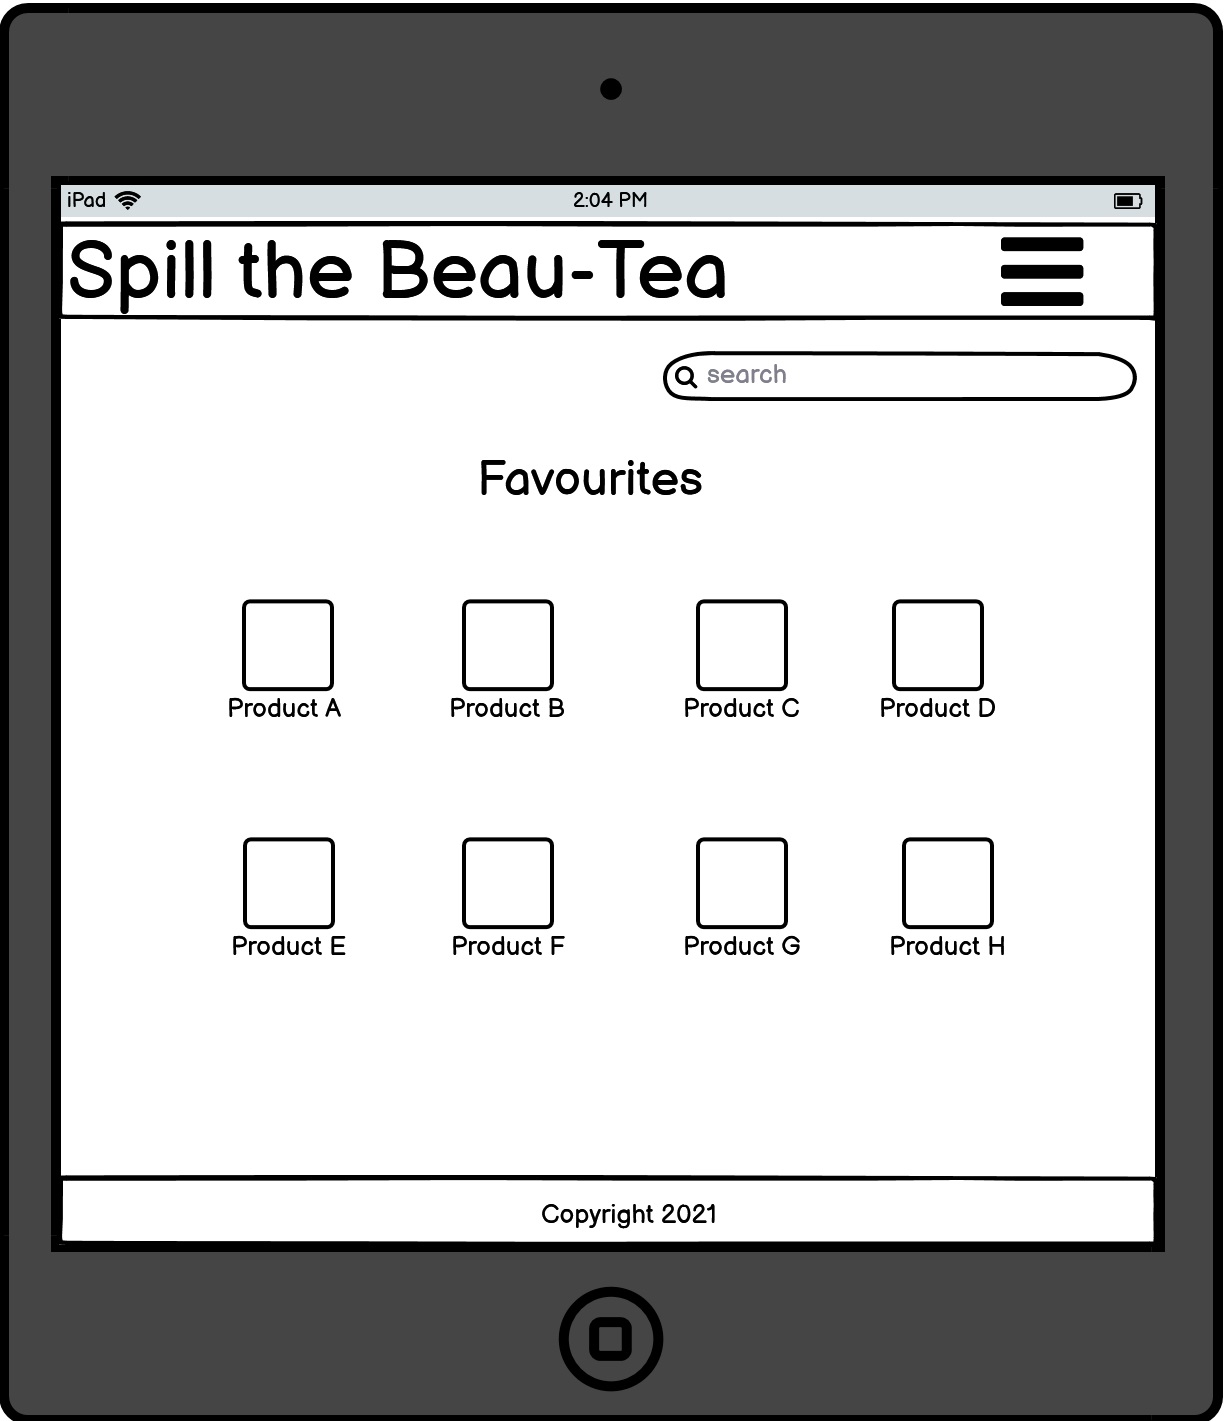 iPad 2:04 PM
Spill the Beau-Tea
search
Favourites
Product A Product B Product C Product D
Product E Product F Product G Product H
Copyright 2021